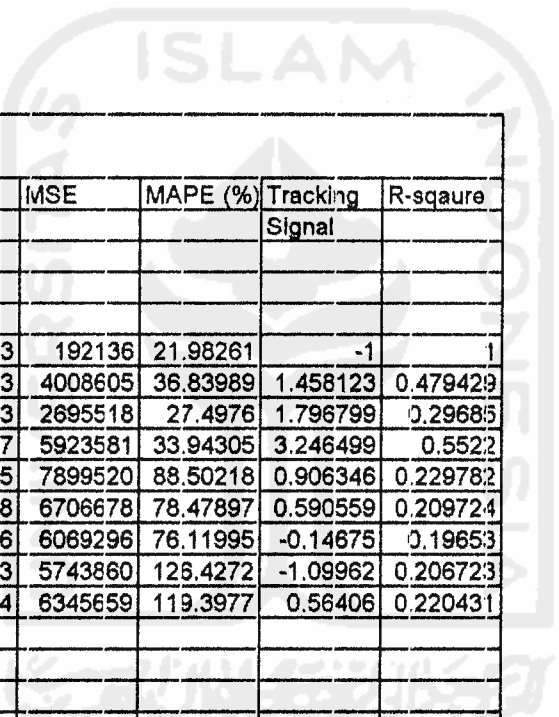 ISLAM
MSE MAPE (%) Tracking R-sqaure
Signal
3 192136 21.98261 -1 1
3 4008605 36.83989 1.458123 0.479429
3 2695518 27.4976 1.796799 0.29685
7 5923581 33.94305 3.246499 0.5522
5 7899520 88.50218 0.906346 0.229782
8 6706678 78.47897 0.590559 0.209724
6 6069296 76.11995 -0.14675 0.19653
3 5743860 126.4272 -1.09962 0.206723
4 6345659 119.3977 0.56406 0.220431
INDONESIA